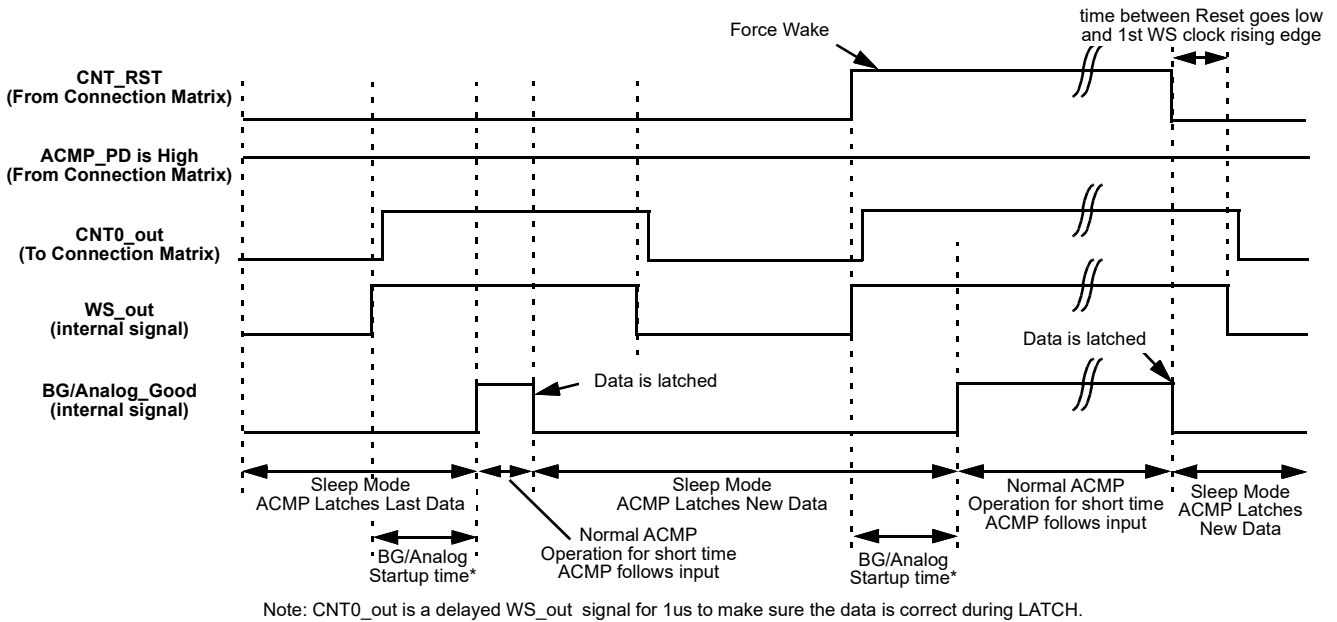 time between Reset goes low
and 1st WS clock rising edge
Force Wake
CNT_RST
(From Connection Matrix)
ACMP_PD is High
(From Connection Matrix)
CNT0_out
(To Connection Matrix)
WS_out
(internal signal)
Data is latched
BG/Analog_Good
(internal signal)
Data is latched
Sleep Mode
ACMP Latches Last Data
Sleep Mode
ACMP Latches New Data
Normal ACMP
Operation for short time
ACMP follows input
Sleep Mode
ACMP Latches
New Data
BG/Analog
Startup time*
Normal ACMP
Operation for short time
ACMP follows input
BG/Analog
Startup time*
Note: CNT0_out is a delayed WS_out signal for 1us to make sure the data is correct during LATCH.